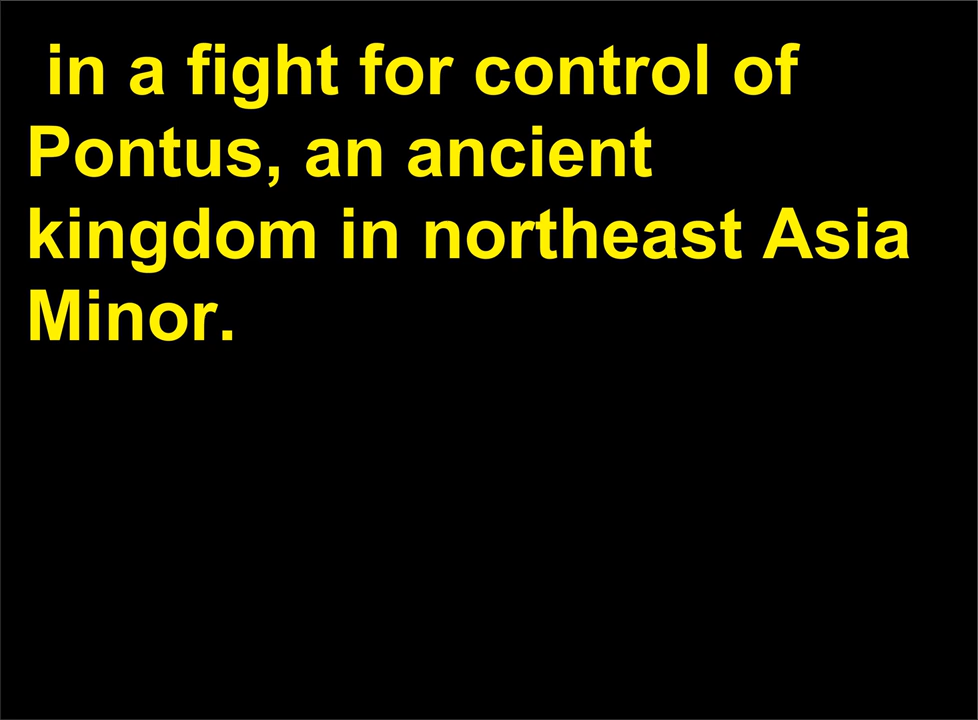 in a fight for control of
Pontus, an ancient
kingdom in northeast Asia
Minor.